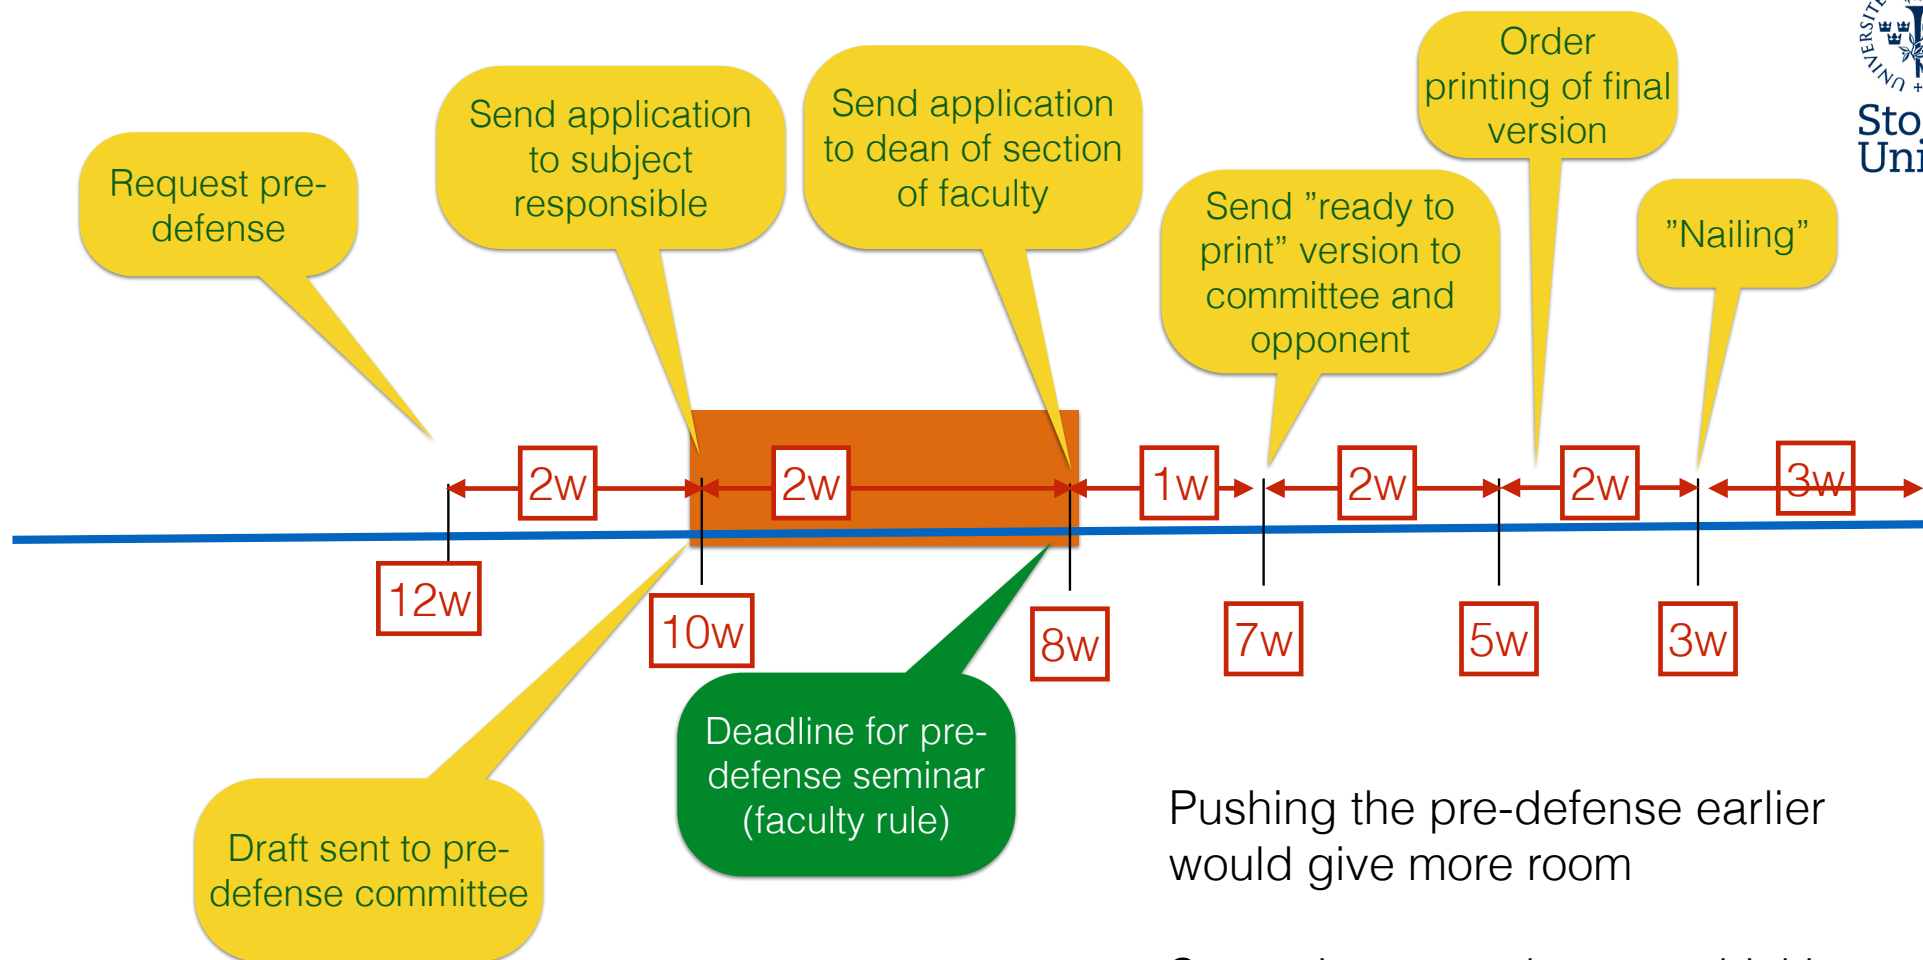 Order
printing of final
version
Send application
to dean of section
of faculty
Send application
to subject
responsible
Request pre-
defense
Send ”ready to
print” version to
committee and
opponent
”Nailing”
UNIVERSITE
Sto
Uni
2w
2w
1w
2w
2w
3w
12w
10w
8w
7w
5w
3w
Deadline for pre-
defense seminar
(faculty rule)
Draft sent to pre-
defense committee
Pushing the pre-defense earlier
would give more room